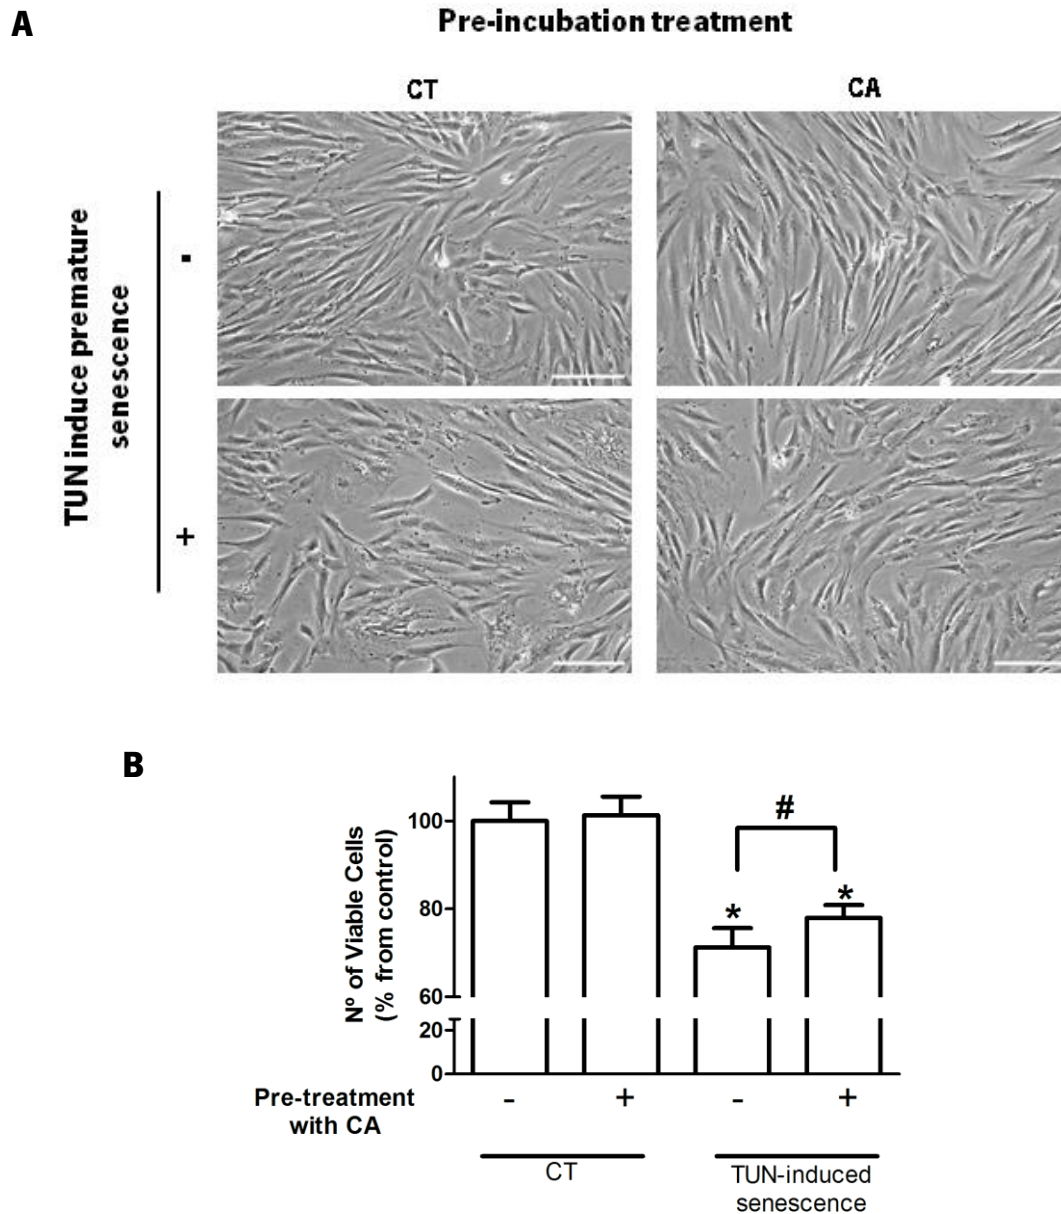 A
Pre-incubation treatment
CT
CA
TUN induce premature
senescence
-
+
B
#
*
*
Nº of Viable Cells
(% from control)
100
80
60
20
0
Pre-treatment
with CA
- + - +
CT
TUN-induced
senescence